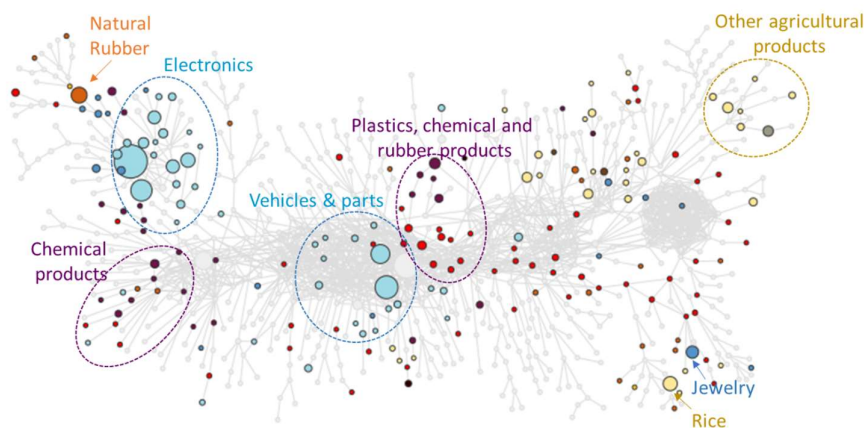 Natural
Rubber
Electronics
Other agricultural
products
Plastics, chemical and
rubber products
Vehicles & parts
Chemical
products
Jewelry
Rice